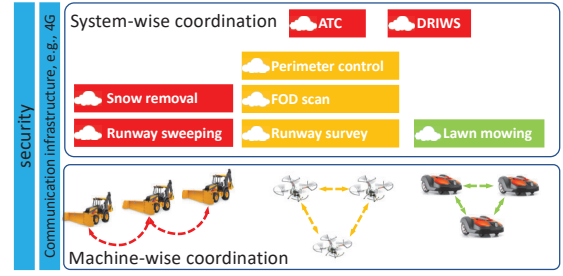 security
Communication infrastructure, e.g., 4G
System-wise coordination
ATC
DRIWS
Perimeter control
Snow removal
FOD scan
Runway sweeping
Runway survey
Lawn mowing
Machine-wise coordination